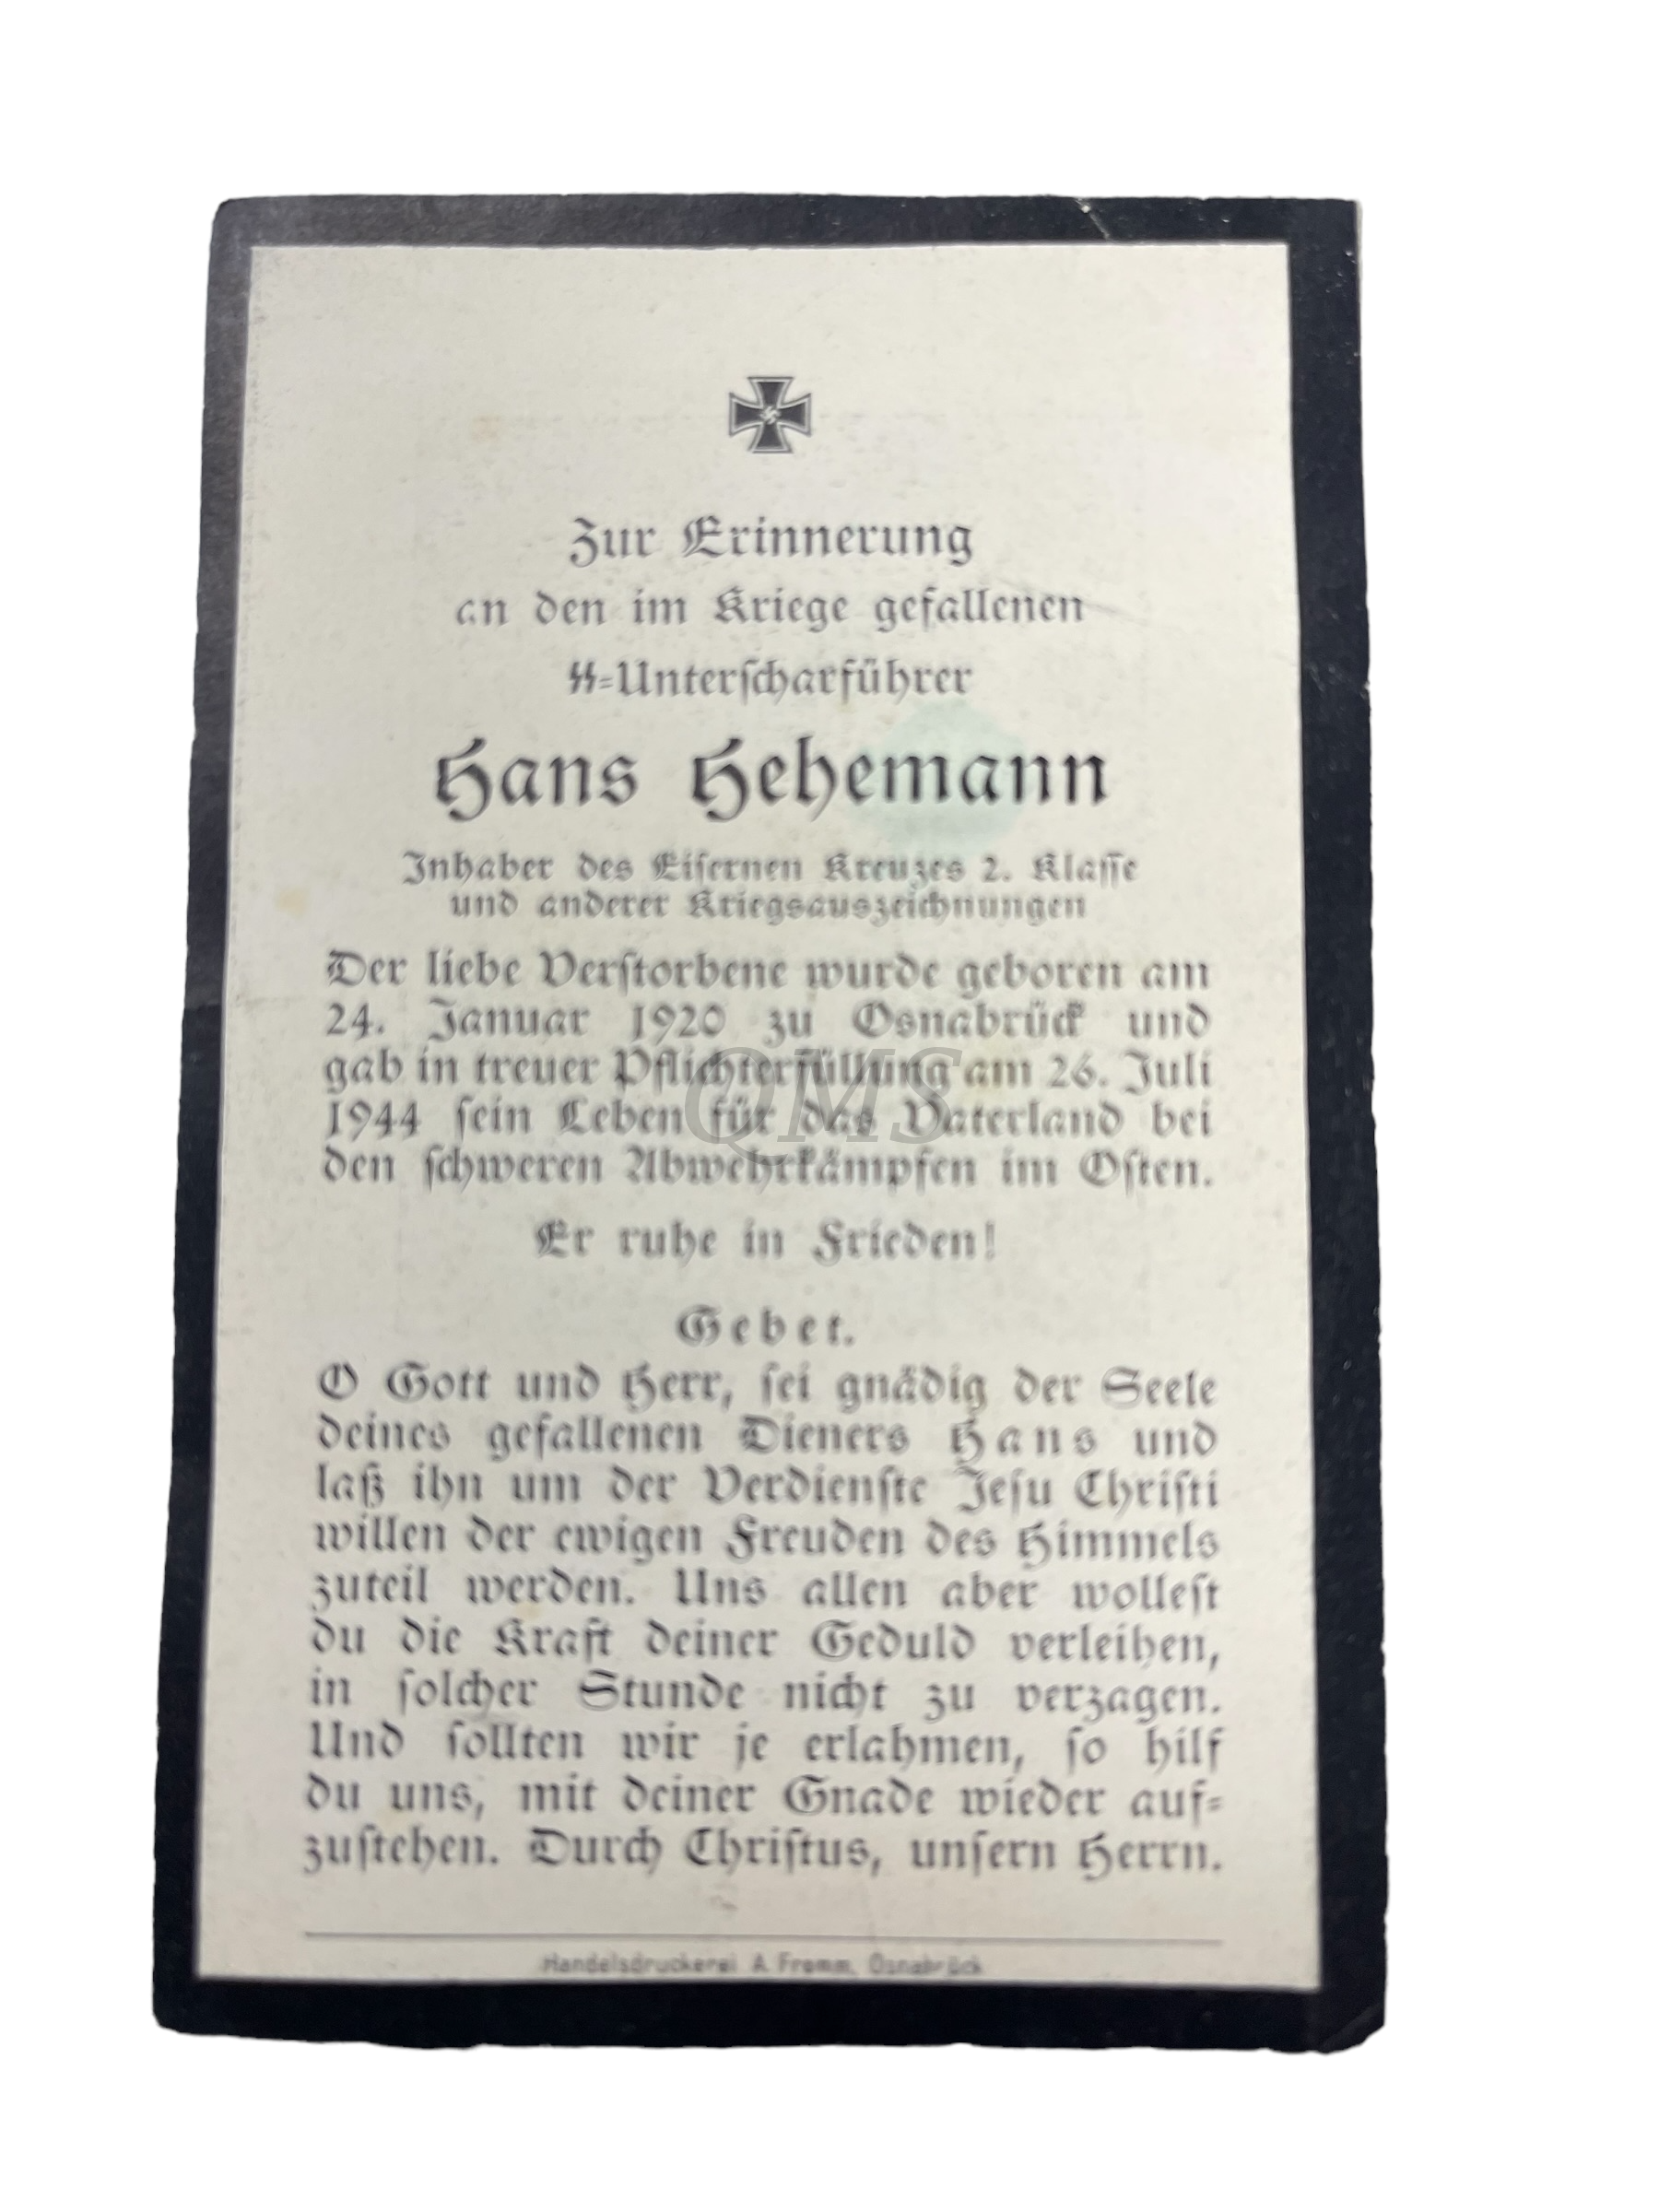 Zur Erinnerung
an den im Kriege gefallenen
SS=Unterſcharführer
Hans Hehemann
Inhaber des Eiſernen Kreuzes 2. Klaſſe
und anderer Kriegsauszeichnungen
Der liebe Verſtorbene wurde geboren am
24. Januar 1920 zu Osnabrück und
gab in treuer Pflichterfüllung am 26. Juli
1944 ſein Leben für das Vaterland bei
den ſchweren Abwehrkämpfen im Oſten.
QMS
Er ruhe in Frieden!
Gebet.
O Gott und Herr, ſei gnädig der Seele
deines gefallenen Dieners Hans und
laß ihn um der Verdienſte Jeſu Chriſti
willen der ewigen Freuden des Himmels
zuteil werden. Uns allen aber wolleſt
du die Kraft deiner Geduld verleihen,
in ſolcher Stunde nicht zu verzagen.
Und ſollten wir je erlahmen, ſo hilf
du uns, mit deiner Gnade wieder auf=
zuſtehen. Durch Chriſtus, unſern Herrn.
Handelsdruckerei A. Fromm, Osnabrück